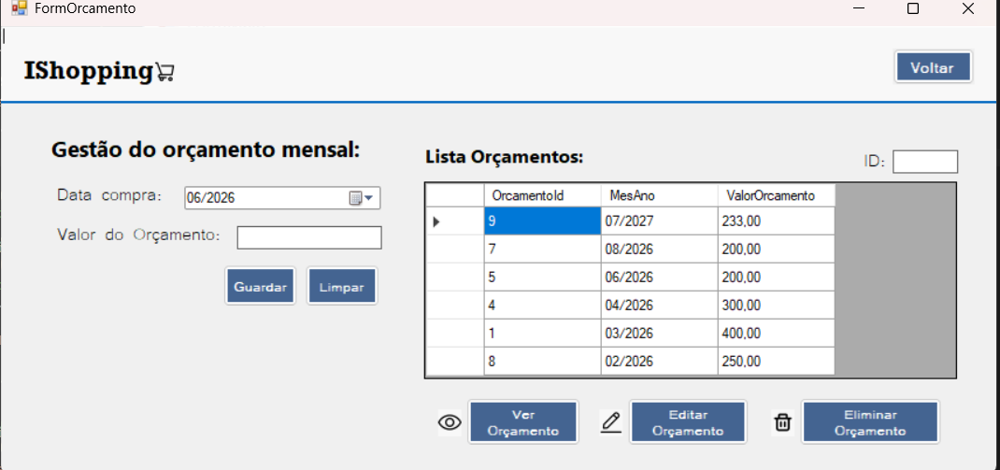 FormOrcamento
IShopping
Voltar
Gestão do orçamento mensal:
Data compra: 06/2026
Valor do Orçamento:
Guardar Limpar
Lista Orçamentos: ID:
OrcamentoId MesAno ValorOrcamento
9 07/2027 233,00
7 08/2026 200,00
5 06/2026 200,00
4 04/2026 300,00
1 03/2026 400,00
8 02/2026 250,00
Ver
Orçamento
Editar
Orçamento
Eliminar
Orçamento